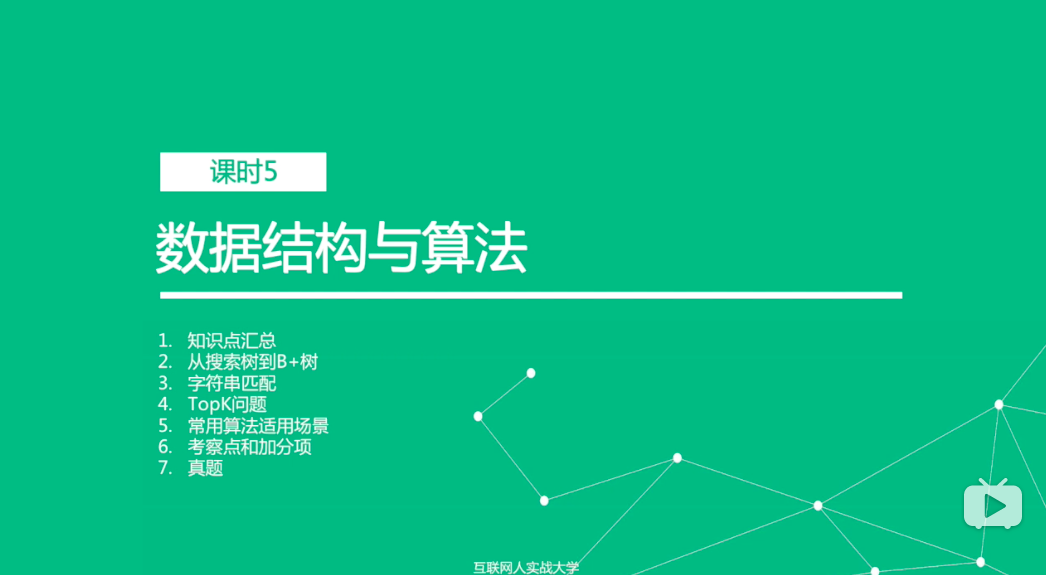 课时5
数据结构与算法
1. 知识点汇总
2. 从搜索树到B+树
3. 字符串匹配
4. TopK问题
5. 常用算法适用场景
6. 考察点和加分项
7. 真题
互联网人实战大学